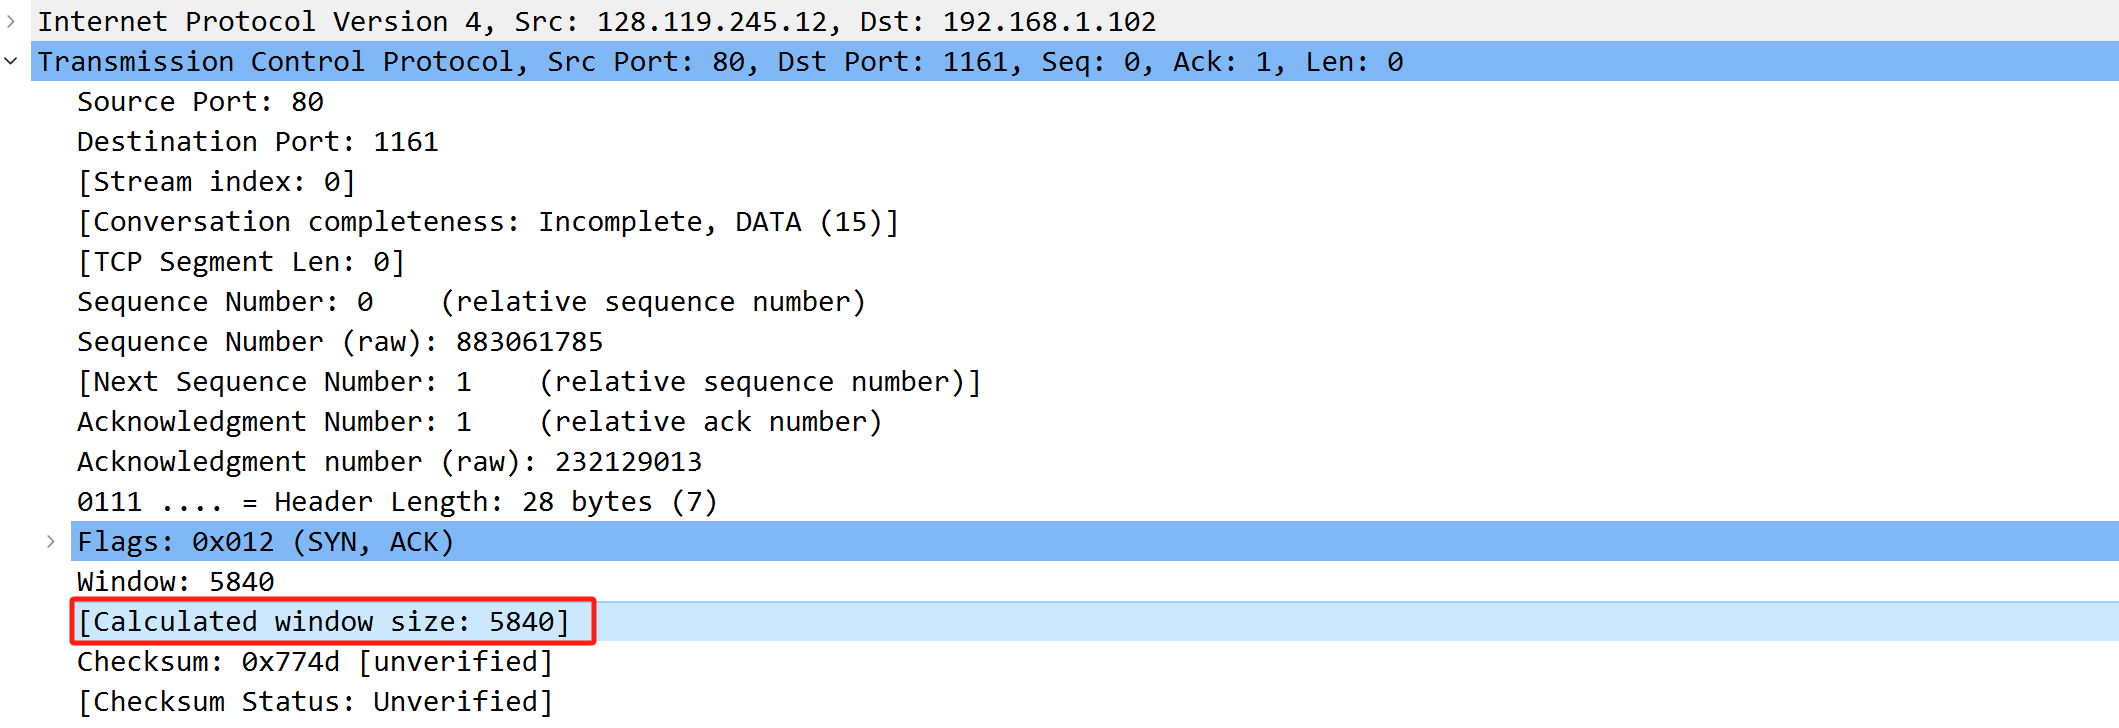 Internet Protocol Version 4, Src: 128.119.245.12, Dst: 192.168.1.102
Transmission Control Protocol, Src Port: 80, Dst Port: 1161, Seq: 0, Ack: 1, Len: 0
Source Port: 80
Destination Port: 1161
[Stream index: 0]
[Conversation completeness: Incomplete, DATA (15)]
[TCP Segment Len: 0]
Sequence Number: 0    (relative sequence number)
Sequence Number (raw): 883061785
[Next Sequence Number: 1    (relative sequence number)]
Acknowledgment Number: 1    (relative ack number)
Acknowledgment number (raw): 232129013
0111 .... = Header Length: 28 bytes (7)
Flags: 0x012 (SYN, ACK)
Window: 5840
[Calculated window size: 5840]
Checksum: 0x774d [unverified]
[Checksum Status: Unverified]